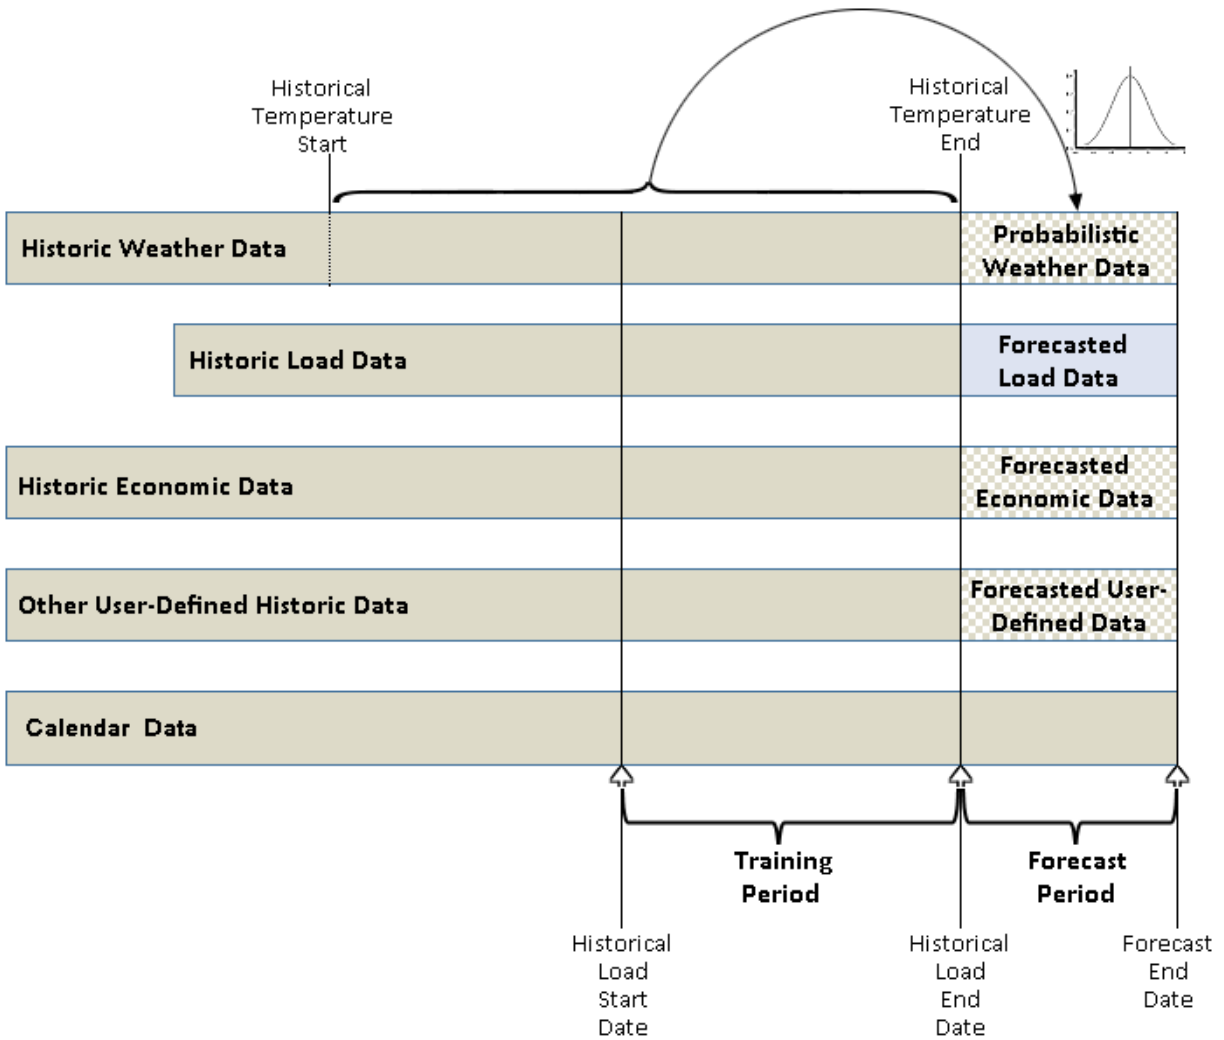 Historical
Temperature
Start
Historical
Temperature
End
Historic Weather Data
Probabilistic
Weather Data
Historic Load Data
Forecasted
Load Data
Historic Economic Data
Forecasted
Economic Data
Other User-Defined Historic Data
Forecasted User-
Defined Data
Calendar Data
Training
Period
Forecast
Period
Historical
Load
Start
Date
Historical
Load
End
Date
Forecast
End
Date